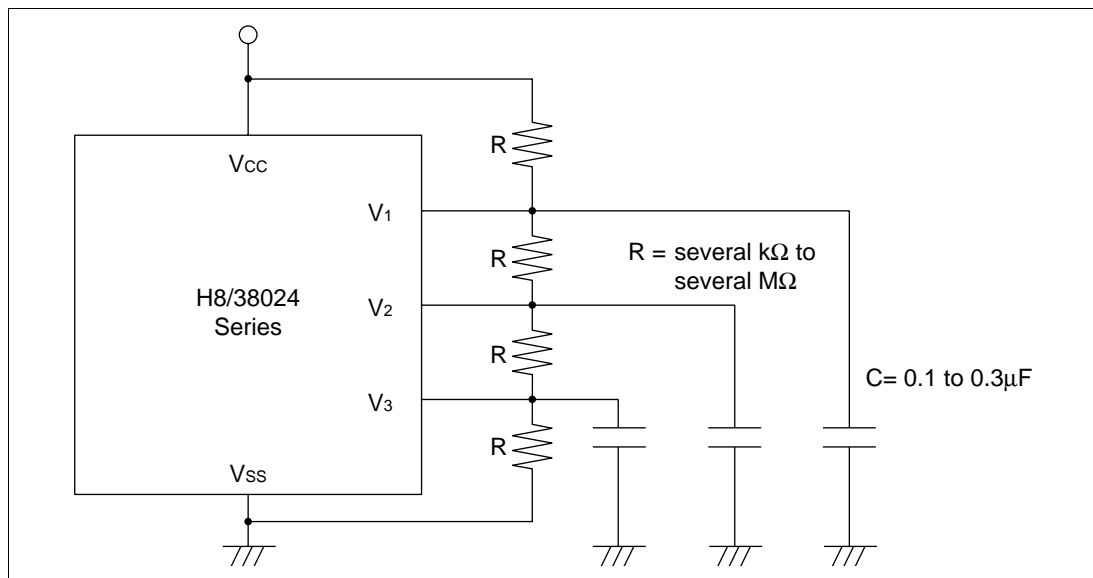 VCC
R
V1
R
R = several kΩ to
several MΩ
H8/38024
Series
V2
R
C= 0.1 to 0.3μF
V3
R
VSS